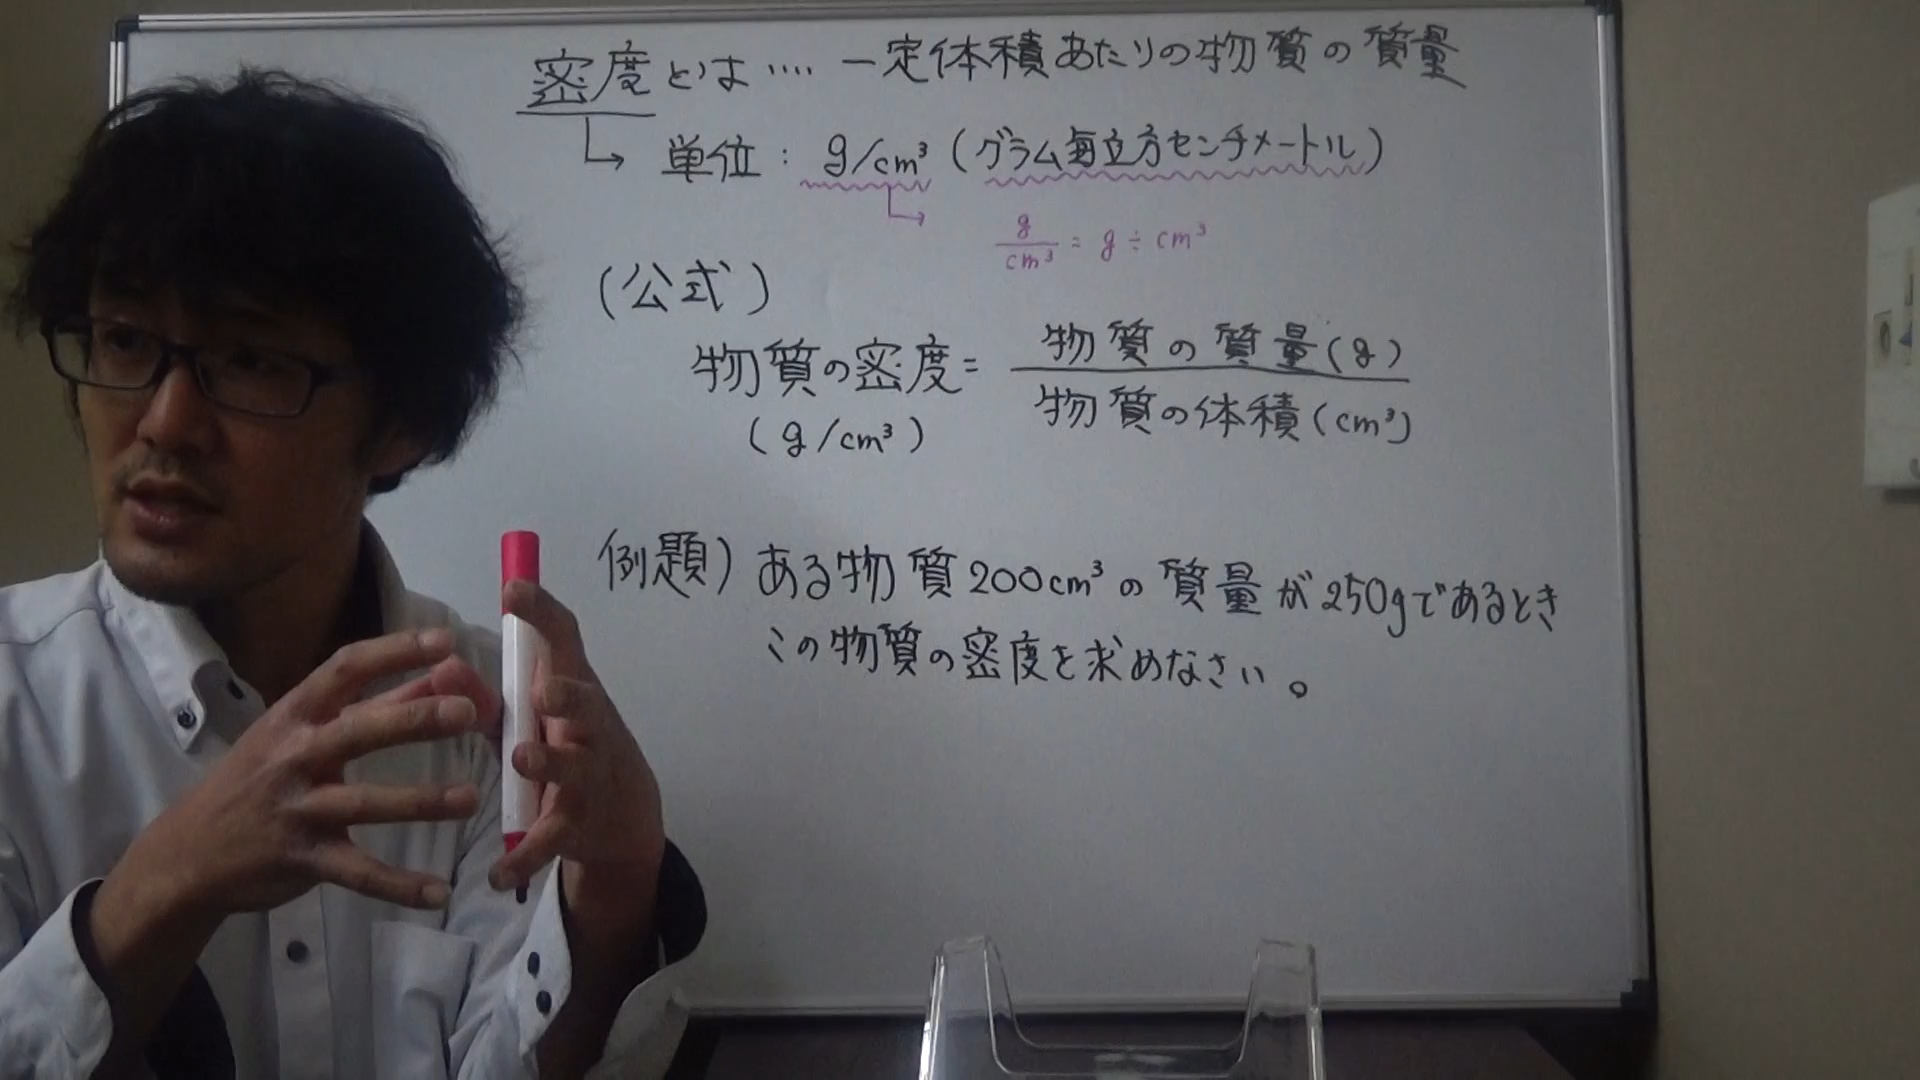 密度とは‥‥一定体積あたりの物質の質量
単位：g/cm³（グラム毎立方センチメートル）
g/cm³ = g÷cm³
（公式）
物質の密度＝物質の質量(g)/物質の体積(cm³)
（g/cm³）
例題）ある物質200cm³の質量が250gであるとき
この物質の密度を求めなさい。